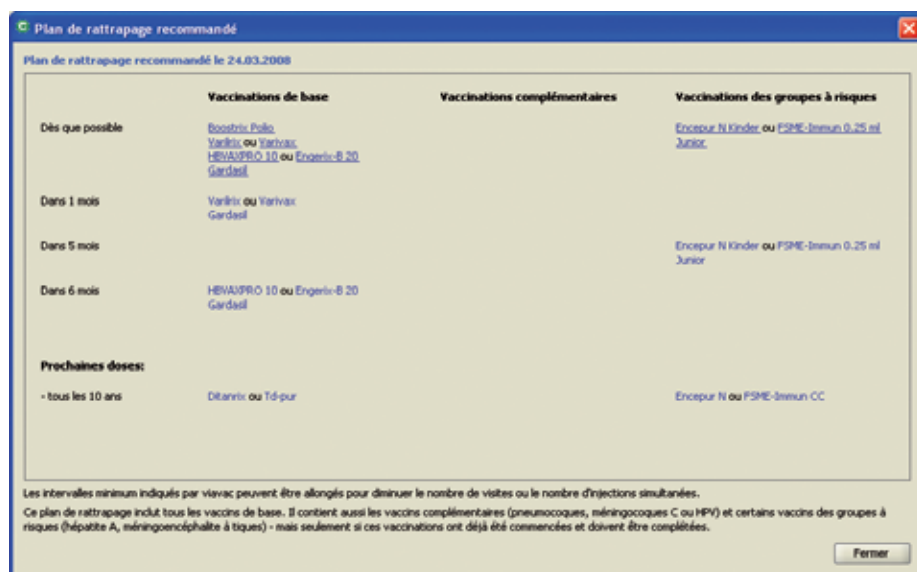 Plan de rattrapage recommandé
Plan de rattrapage recommandé le 24.03.2008
Vaccinations de base Vaccinations complémentaires Vaccinations des groupes à risques
Dès que possible Boostrix Polio Encepur N Kinder ou FSME-Immun 0.25 ml
Varilrix ou Varivax Junior
HBVAXPRO 10 ou Engerix-B 20
Gardasil
Dans 1 mois Varilrix ou Varivax
Gardasil
Dans 5 mois Encepur N Kinder ou FSME-Immun 0.25 ml
Junior
Dans 6 mois HBVAXPRO 10 ou Engerix-B 20
Gardasil
Prochaines doses:
- tous les 10 ans Ditanrix ou Td-pur Encepur N ou FSME-Immun CC
Les intervalles minimum indiqués par viavac peuvent être allongés pour diminuer le nombre de visites ou le nombre d'injections simultanées.
Ce plan de rattrapage inclut tous les vaccins de base. Il contient aussi les vaccins complémentaires (pneumocoques, méningocoques C ou HPV) et certains vaccins des groupes à
risques (hépatite A, méningoencéphalite à tiques) - mais seulement si ces vaccinations ont déjà été commencées et doivent être complétées.
Fermer